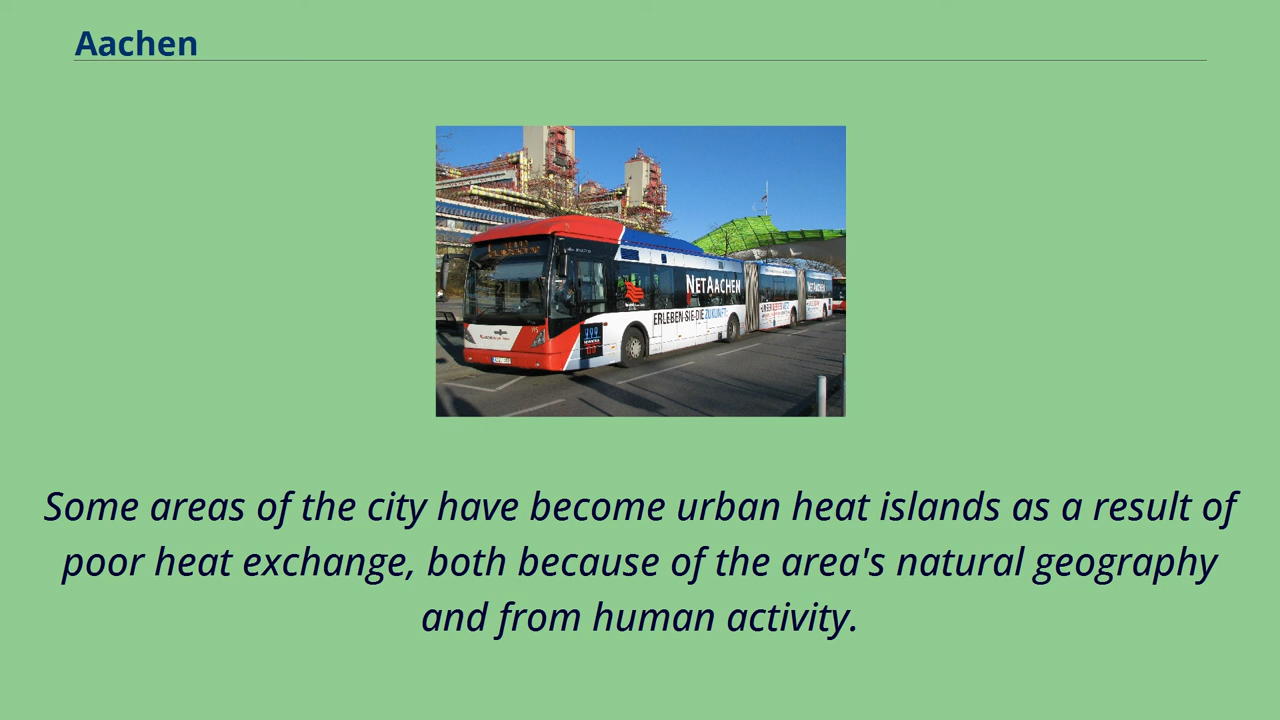 Aachen
NETAACHEN
ERLEBEN·SIE·DIE ZUKUNFT.
NETAACHEN
Some areas of the city have become urban heat islands as a result of
poor heat exchange, both because of the area's natural geography
and from human activity.